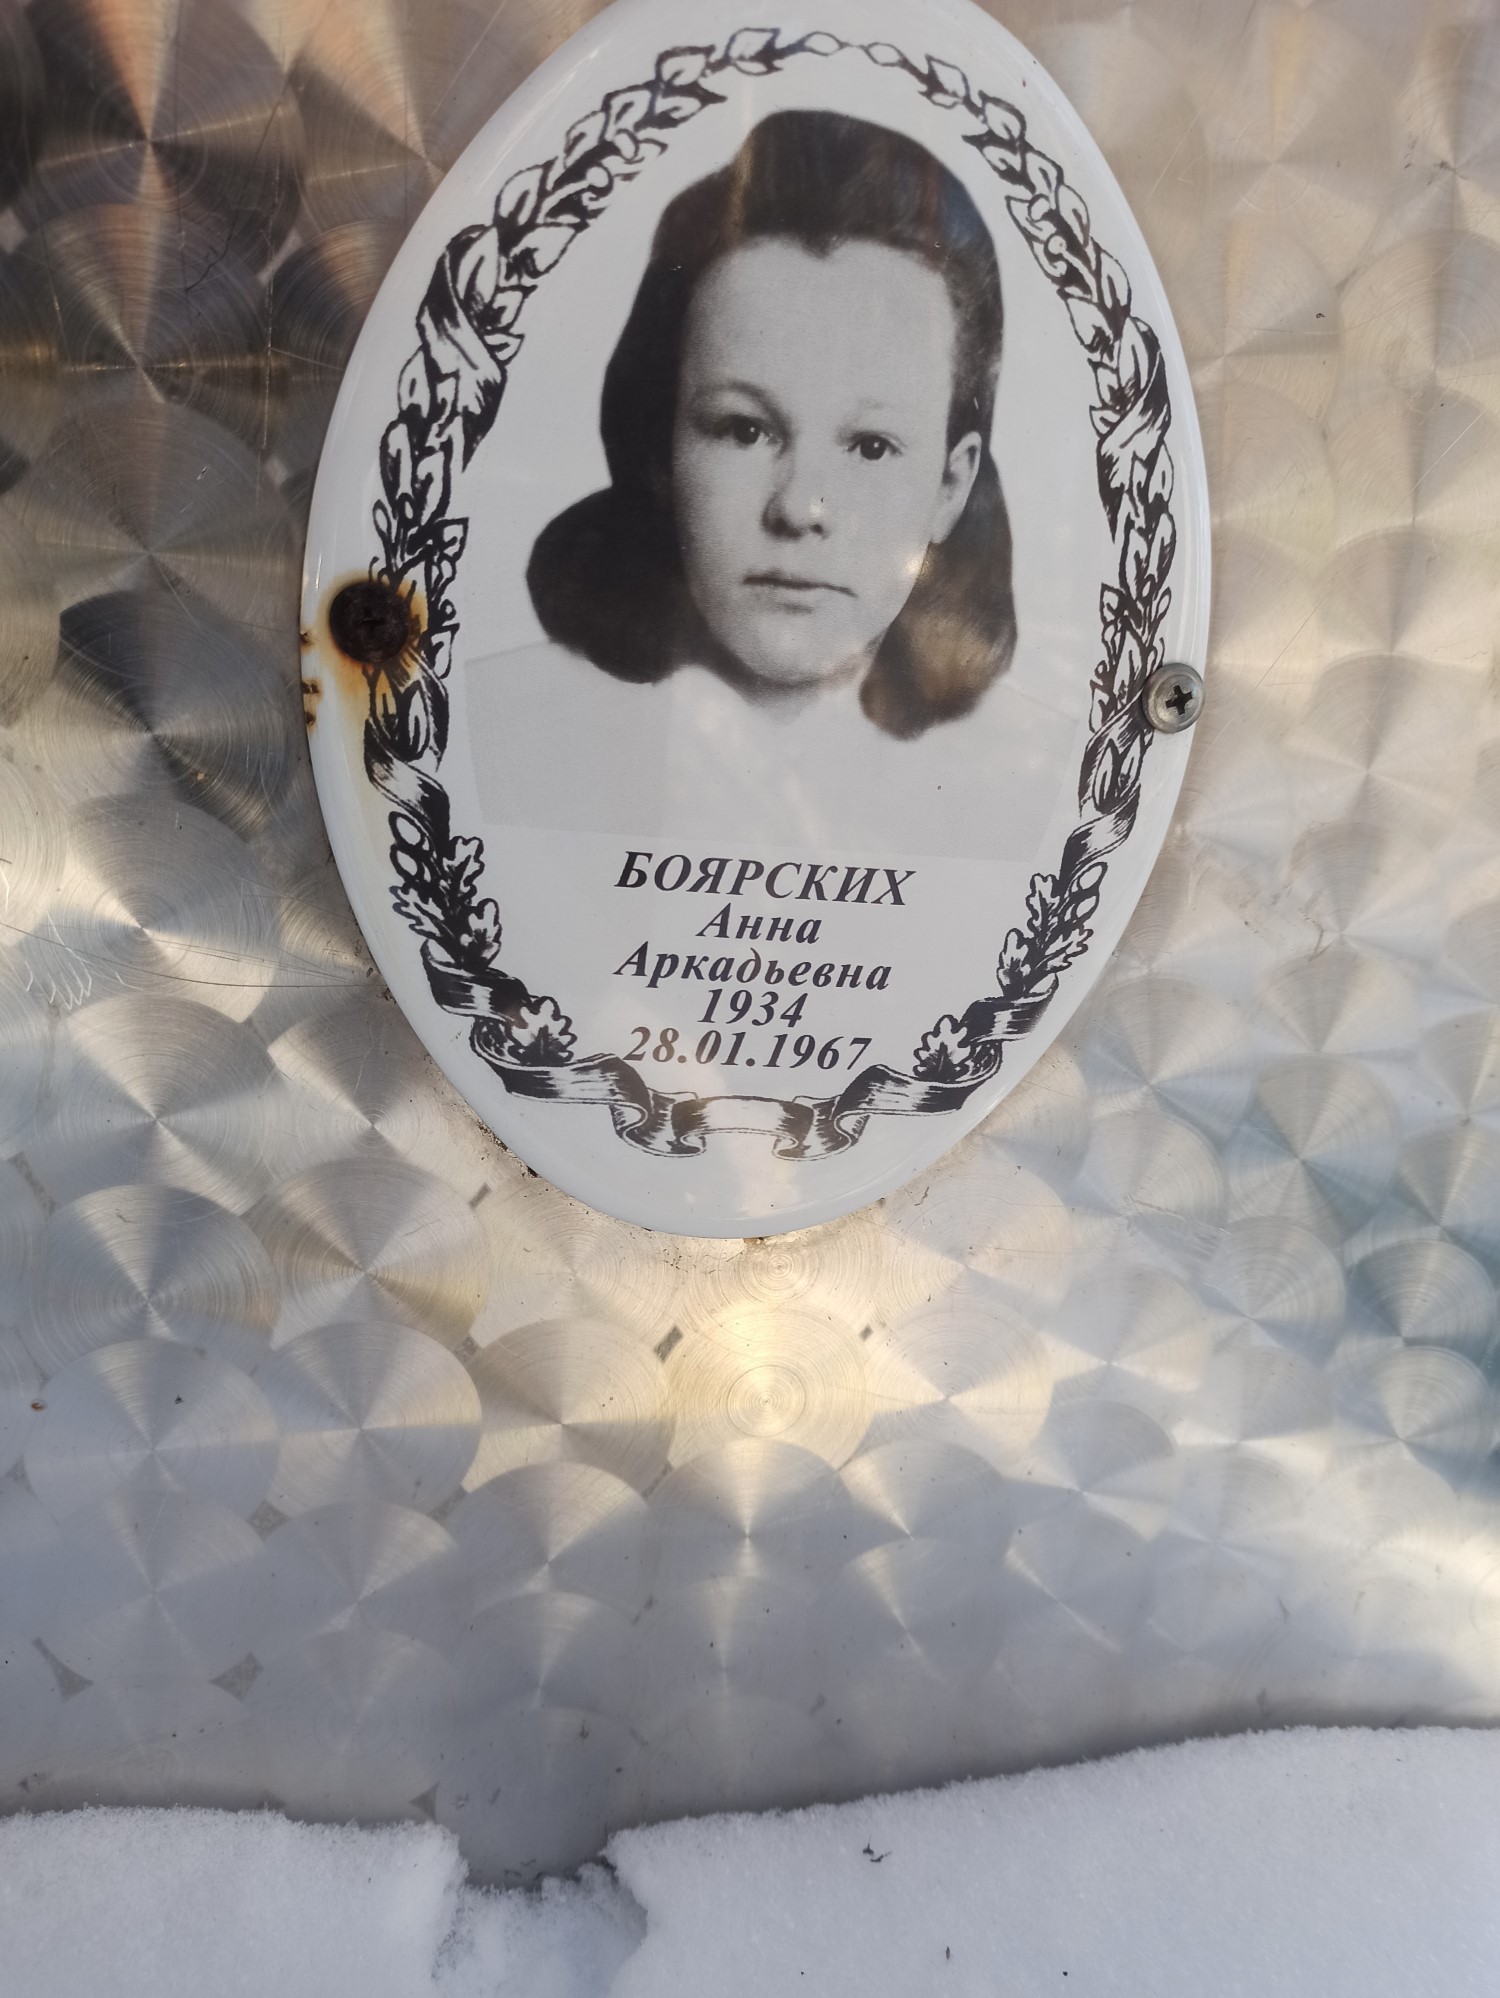 БОЯРСКИХ
Анна
Аркадьевна
1934
28.01.1967